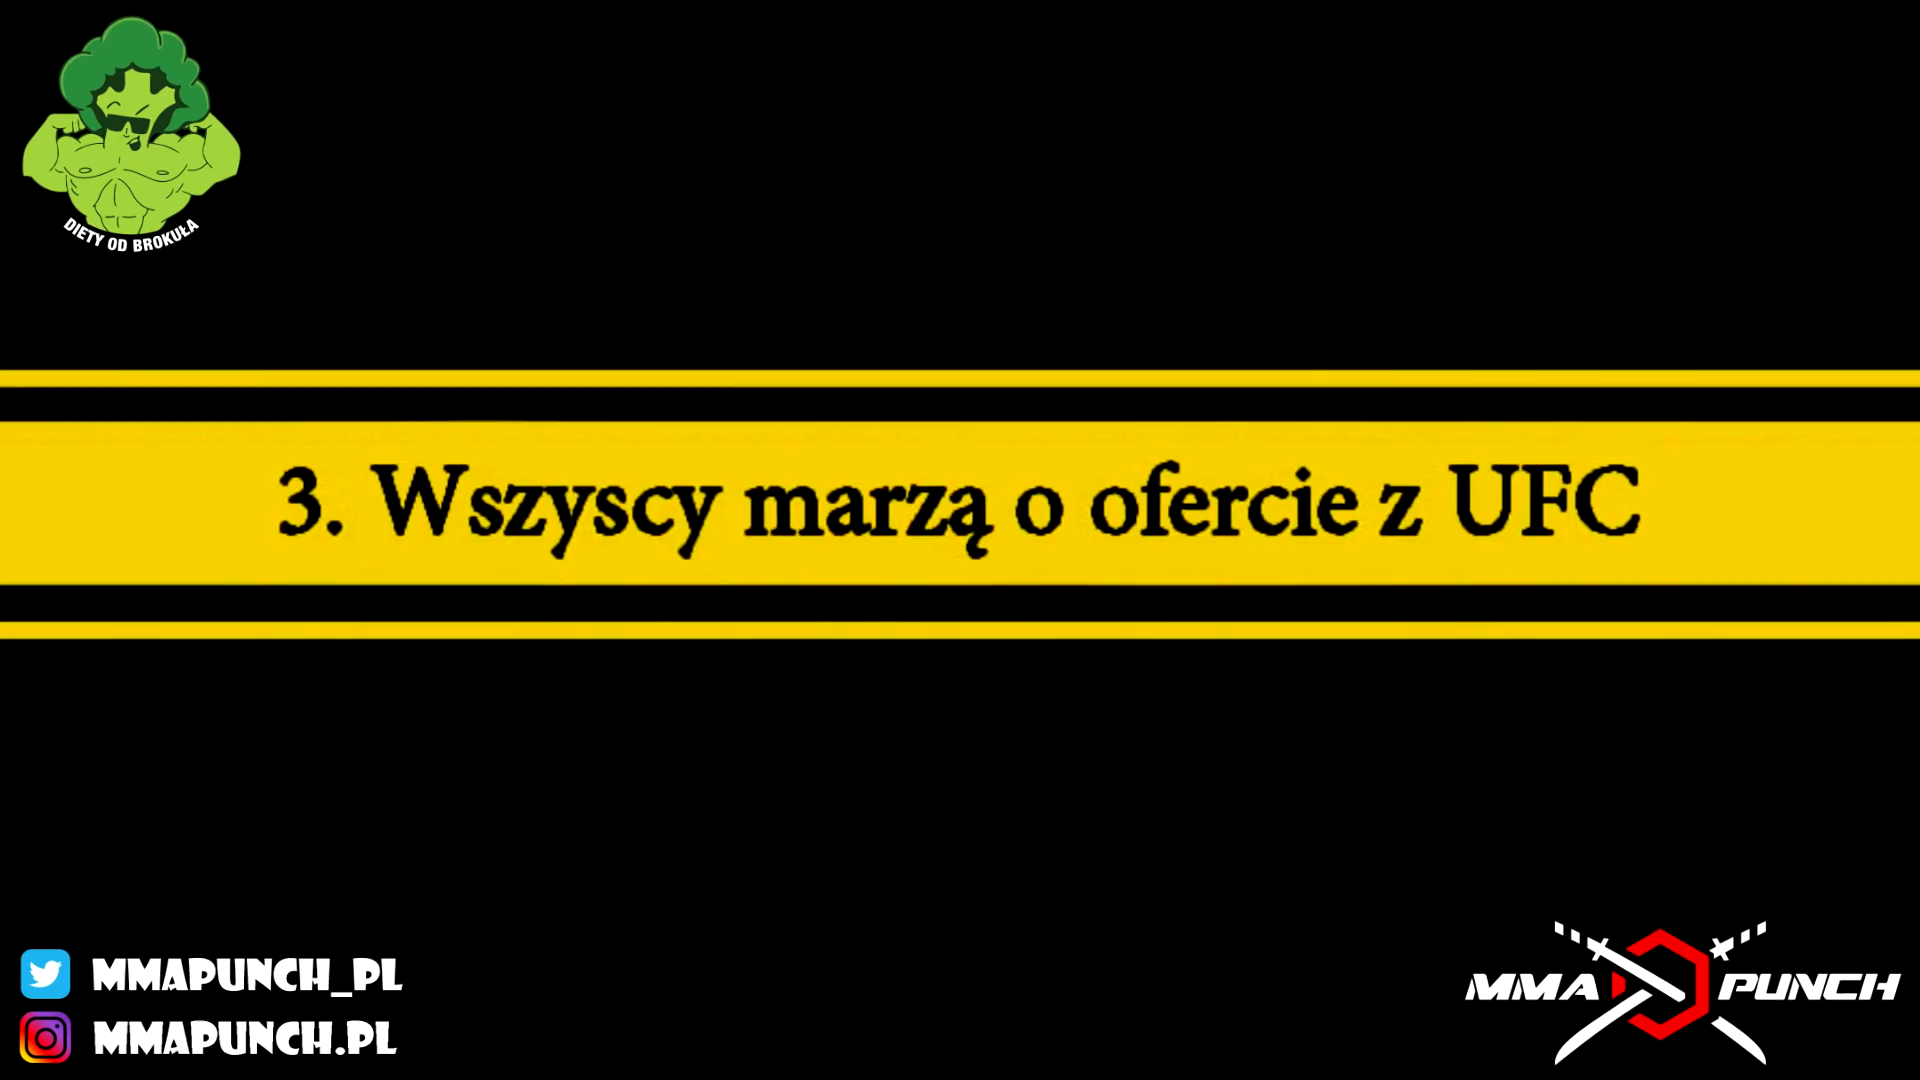 DIETY OD BROKUŁA
3. Wszyscy marzą o ofercie z UFC
MMAPUNCH_PL
MMAPUNCH.PL
MMA PUNCH